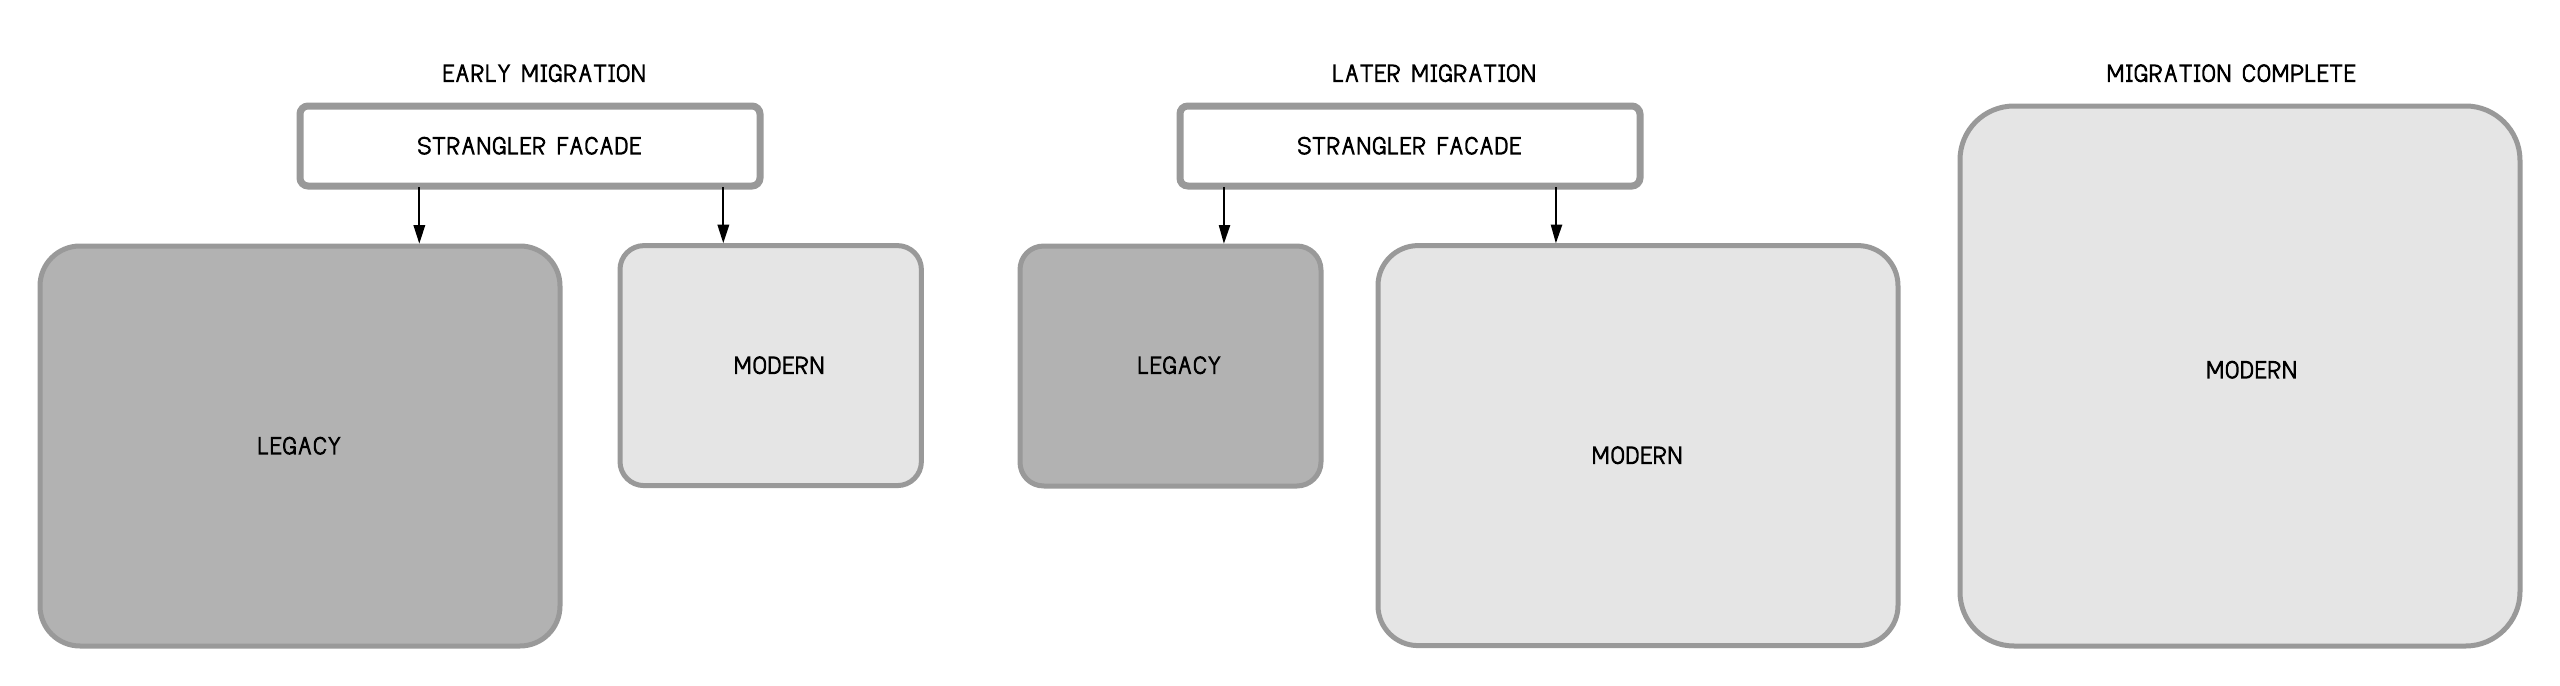 EARLY MIGRATION
STRANGLER FACADE
LEGACY
MODERN
LATER MIGRATION
STRANGLER FACADE
LEGACY
MODERN
MIGRATION COMPLETE
MODERN